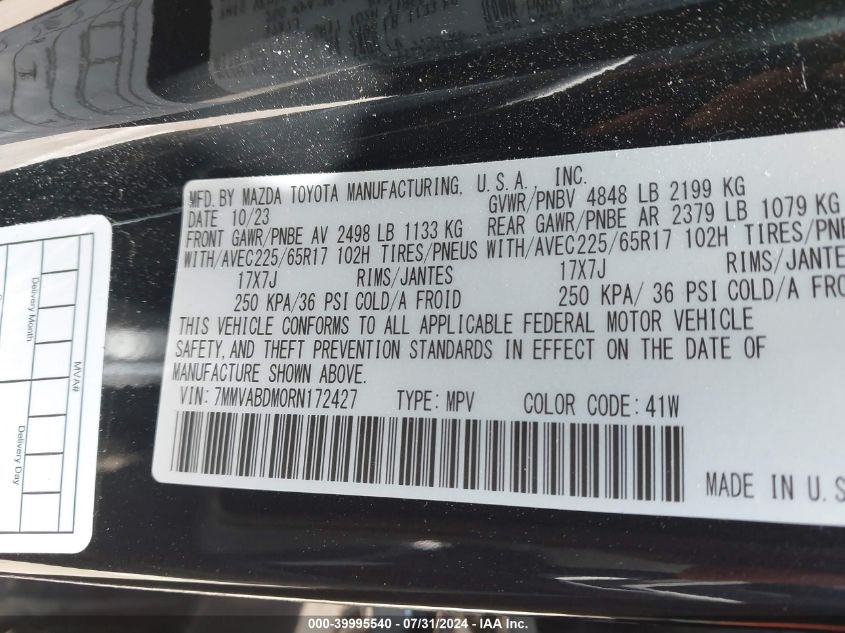 MFD. BY MAZDA TOYOTA MANUFACTURING, U.S.A. INC.
DATE 10/23 GVWR/PNBV 4848 LB 2199 KG
FRONT GAWR/PNBE AV 2498 LB 1133 KG REAR GAWR/PNBE AR 2379 LB 1079 KG
WITH/AVEC225/65R17 102H TIRES/PNEUS WITH/AVEC225/65R17 102H TIRES/PNE
17X7J RIMS/JANTES 17X7J RIMS/JANTE
250 KPA/36 PSI COLD/A FROID 250 KPA/ 36 PSI COLD/A FRO
THIS VEHICLE CONFORMS TO ALL APPLICABLE FEDERAL MOTOR VEHICLE
SAFETY, AND THEFT PREVENTION STANDARDS IN EFFECT ON THE DATE OF
MANUFACTURE SHOWN ABOVE.
VIN: 7MMVABDM0RN172427 TYPE: MPV COLOR CODE: 41W
MADE IN U.S
Delivery Month
MVA#
Delivery Day
000-39995540 - 07/31/2024 - IAA Inc.